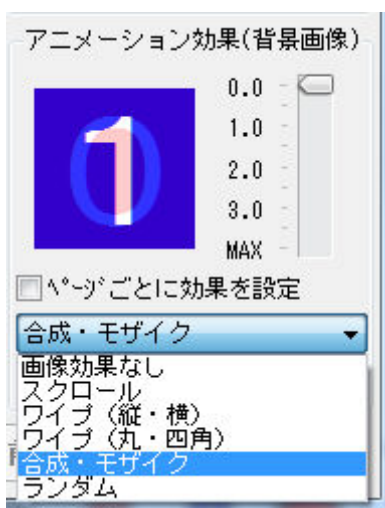 アニメーション効果(背景画像)
0.0
1.0
2.0
3.0
MAX
1
0
ﾍﾟｰｼﾞごとに効果を設定
合成・モザイク
画像効果なし
スクロール
ワイプ（縦・横）
ワイプ（丸・四角）
合成・モザイク
ランダム